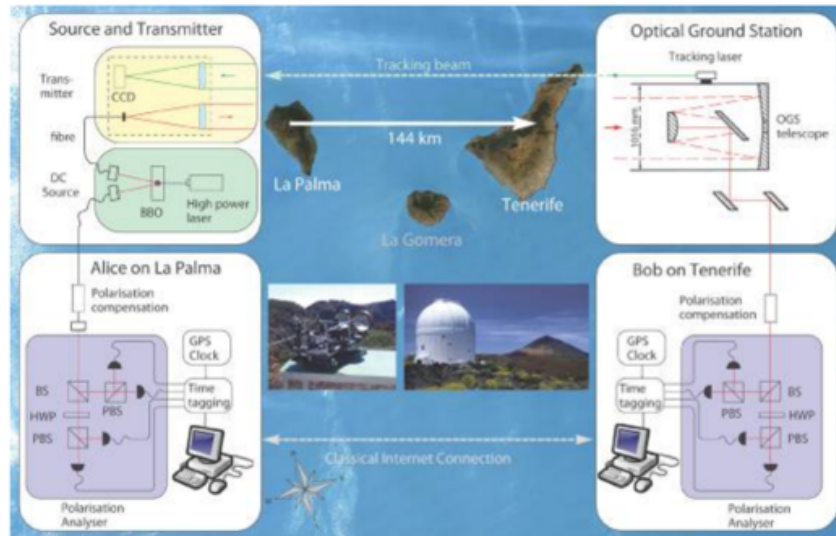 Source and Transmitter
Trans-
mitter
CCD
fibre
DC
Source
BBO
High power
laser
Tracking beam
144 km
La Palma
Tenerife
La Gomera
Optical Ground Station
Tracking laser
1016 mm
OGS
telescope
Alice on La Palma
Polarisation
compensation
GPS
Clock
Time
tagging
BS
PBS
HWP
PBS
Polarisation
Analyser
Classical Internet Connection
Bob on Tenerife
Polarisation
compensation
GPS
Clock
Time
tagging
BS
PBS
HWP
PBS
Polarisation
Analyser